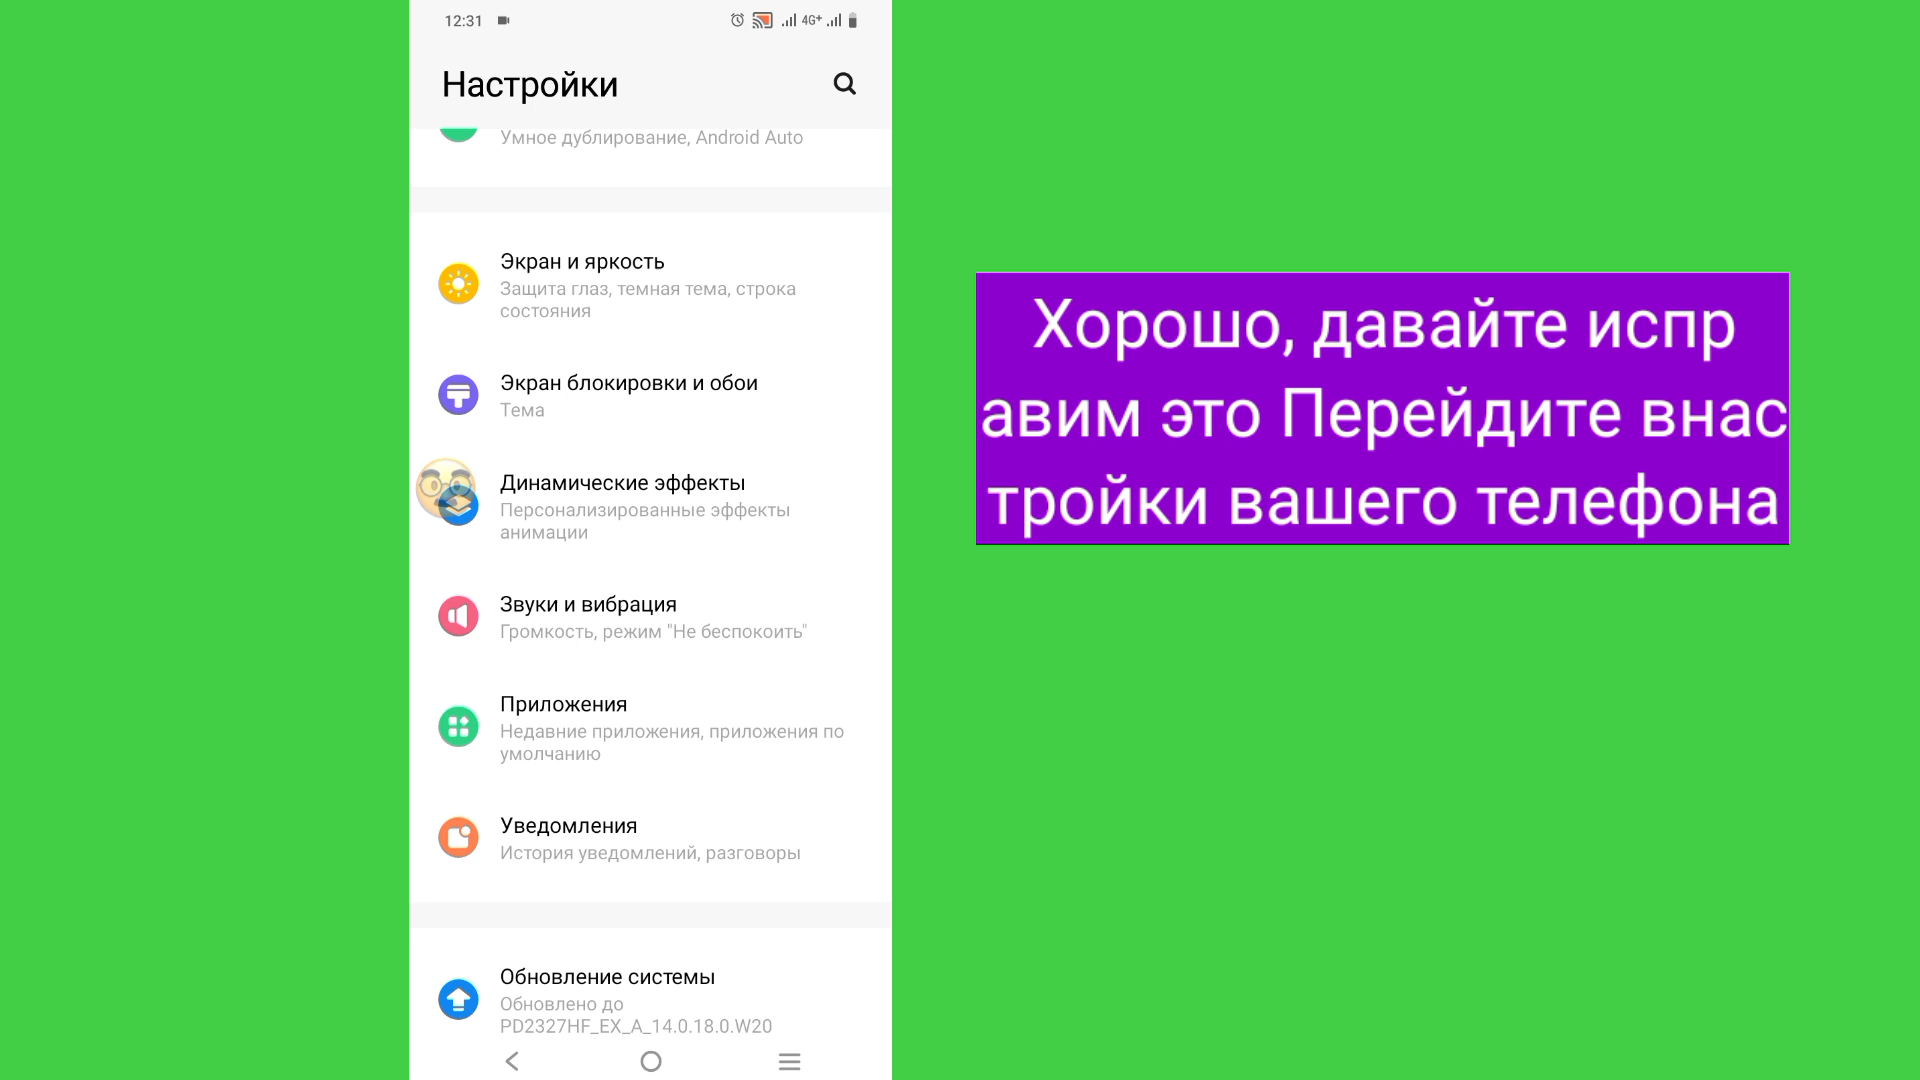 12:31
4G+
Настройки
Умное дублирование, Android Auto
Экран и яркость
Защита глаз, темная тема, строка
состояния
Экран блокировки и обои
Тема
Динамические эффекты
Персонализированные эффекты
анимации
Звуки и вибрация
Громкость, режим "Не беспокоить"
Приложения
Недавние приложения, приложения по
умолчанию
Уведомления
История уведомлений, разговоры
Обновление системы
Обновлено до
PD2327HF_EX_A_14.0.18.0.W20
Хорошо, давайте испр
авим это Перейдите внас
тройки вашего телефона